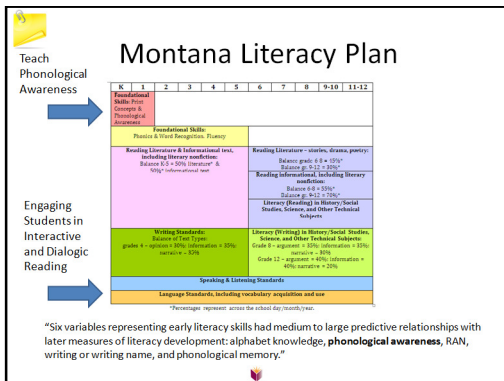 Montana Literacy Plan
Teach
Phonological
Awareness
K 1 2 3 4 5 6 7 8 9-10 11-12
Foundational
Skills: Print
Concepts &
Phonological
Awareness
Foundational Skills:
Phonics & Word Recognition, Fluency
Reading Literature & Informational text,
including literary nonfiction:
Balance K-5 = 50% literature* &
50%* informational text
Reading Literature – stories, drama, poetry:
Balance grade 6-8 = 45%*
Balance gr. 9-12 = 30%*
Reading Informational, including literary
nonfiction:
Balance 6-8 = 55%*
Balance gr. 9-12 = 70%*
Literacy (Reading) in History/Social
Studies, Science, and Other Technical
Subjects
Engaging
Students in
Interactive
and Dialogic
Reading
Writing Standards:
Balance of Text Types:
grades 4 – opinion = 30%; information = 35%;
narrative = 35%
Literacy (Writing) in History/Social Studies,
Science, and Other Technical Subjects:
Grade 8 – argument = 35%; information = 35%;
narrative = 30%
Grade 12 – argument = 40%; information =
40%; narrative = 20%
Speaking & Listening Standards
Language Standards, including vocabulary acquisition and use
*Percentages represent across the school day/month/year.
“Six variables representing early literacy skills had medium to large predictive relationships with
later measures of literacy development: alphabet knowledge, phonological awareness, RAN,
writing or writing name, and phonological memory.”